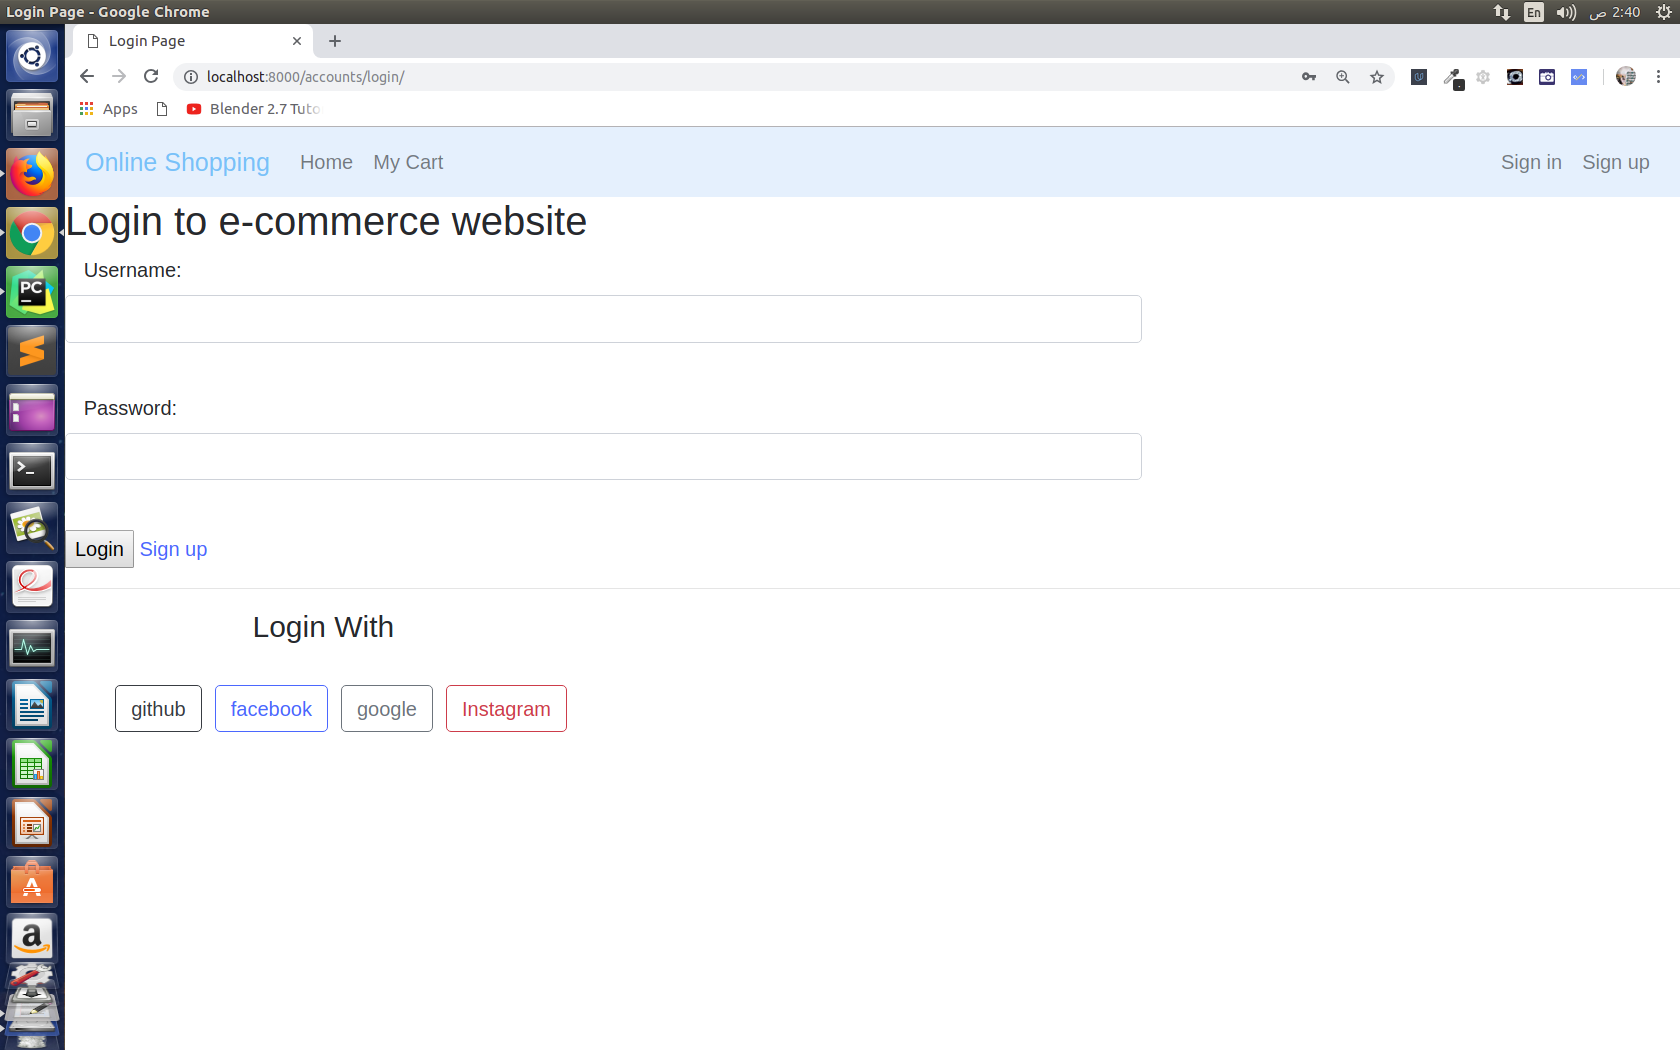 Login Page - Google Chrome
En
2:40 ص
Login Page
localhost:8000/accounts/login/
Apps
Blender 2.7 Tuto
Online Shopping Home My Cart Sign in Sign up
Login to e-commerce website
Username:
Password:
Login Sign up
Login With
github facebook google Instagram
PC
a